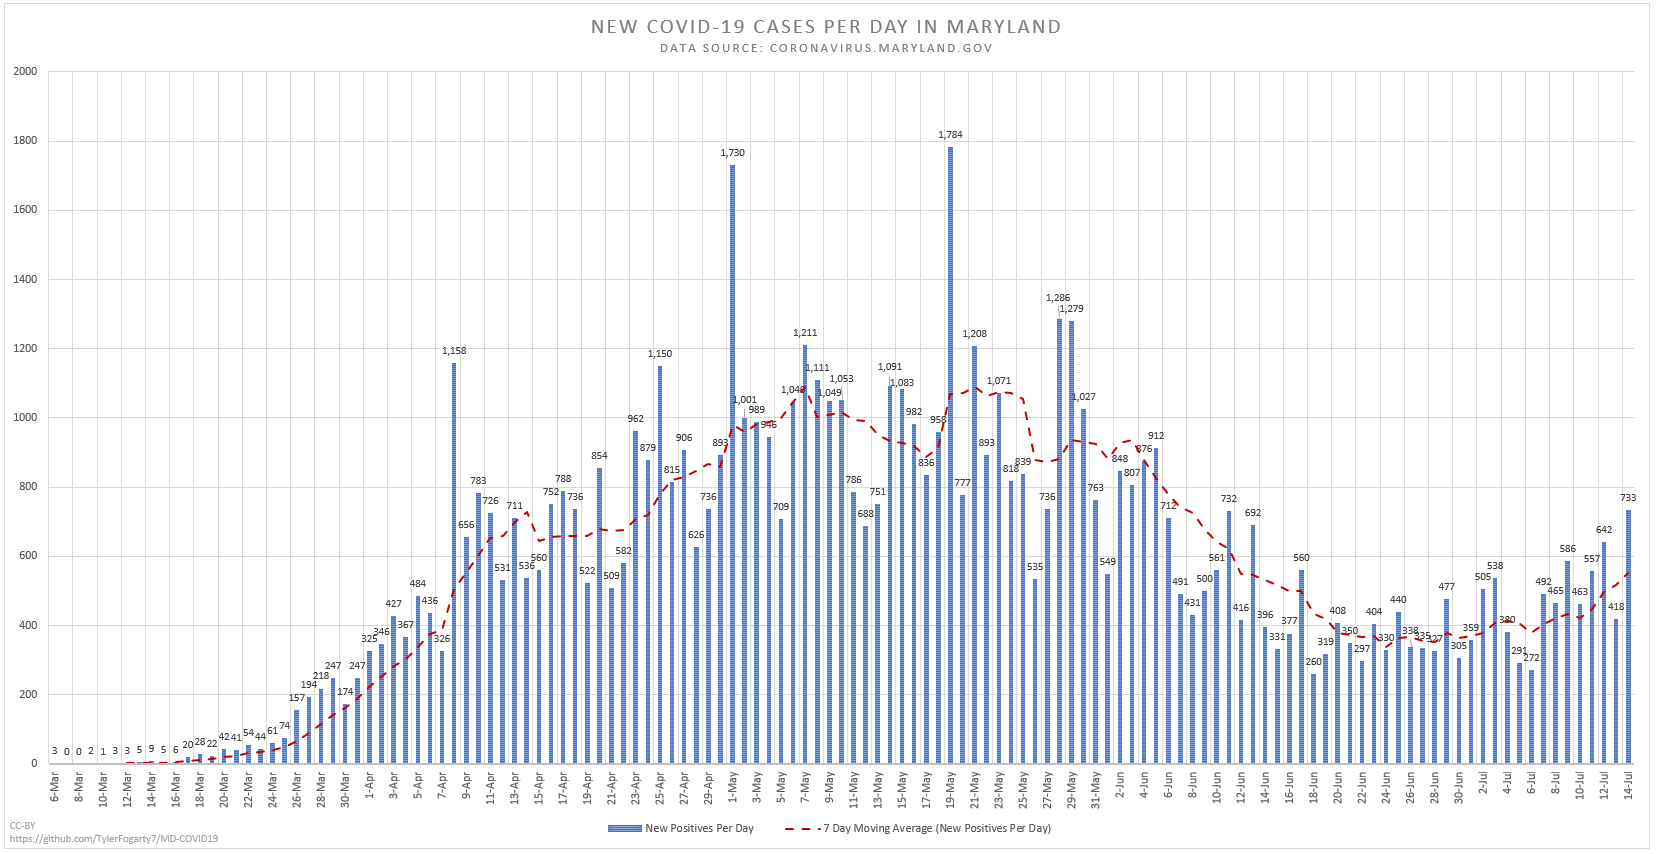 NEW COVID-19 CASES PER DAY IN MARYLAND
DATA SOURCE: CORONAVIRUS.MARYLAND.GOV
2000
1800
1600
1400
1200
1000
800
600
400
200
0
3 0 0 2 1 3 3 5 9 5 6 20 28 22 42 41 54 44 61 74 157 194 218 247 174 247 325 346 427 367 484 436 326 1,158 656 783 726 531 711 536 560 752 788 736 522 854 509 582 962 879 1,150 815 906 626 736 893 1,730 1,001 989 946 709 1,046 1,211 1,111 1,049 1,053 786 688 751 1,091 1,083 982 836 958 1,784 777 1,208 893 1,071 818 839 535 736 1,286 1,279 1,027 763 549 848 807 876 912 712 491 431 500 561 732 416 692 396 331 377 560 260 319 408 350 297 404 330 440 338 335 327 477 305 359 505 538 380 291 272 492 465 586 463 557 642 418 733
6-Mar 8-Mar 10-Mar 12-Mar 14-Mar 16-Mar 18-Mar 20-Mar 22-Mar 24-Mar 26-Mar 28-Mar 30-Mar 1-Apr 3-Apr 5-Apr 7-Apr 9-Apr 11-Apr 13-Apr 15-Apr 17-Apr 19-Apr 21-Apr 23-Apr 25-Apr 27-Apr 29-Apr 1-May 3-May 5-May 7-May 9-May 11-May 13-May 15-May 17-May 19-May 21-May 23-May 25-May 27-May 29-May 31-May 2-Jun 4-Jun 6-Jun 8-Jun 10-Jun 12-Jun 14-Jun 16-Jun 18-Jun 20-Jun 22-Jun 24-Jun 26-Jun 28-Jun 30-Jun 2-Jul 4-Jul 6-Jul 8-Jul 10-Jul 12-Jul 14-Jul
New Positives Per Day 7 Day Moving Average (New Positives Per Day)
CC-BY
https://github.com/TylerFogarty7/MD-COVID19